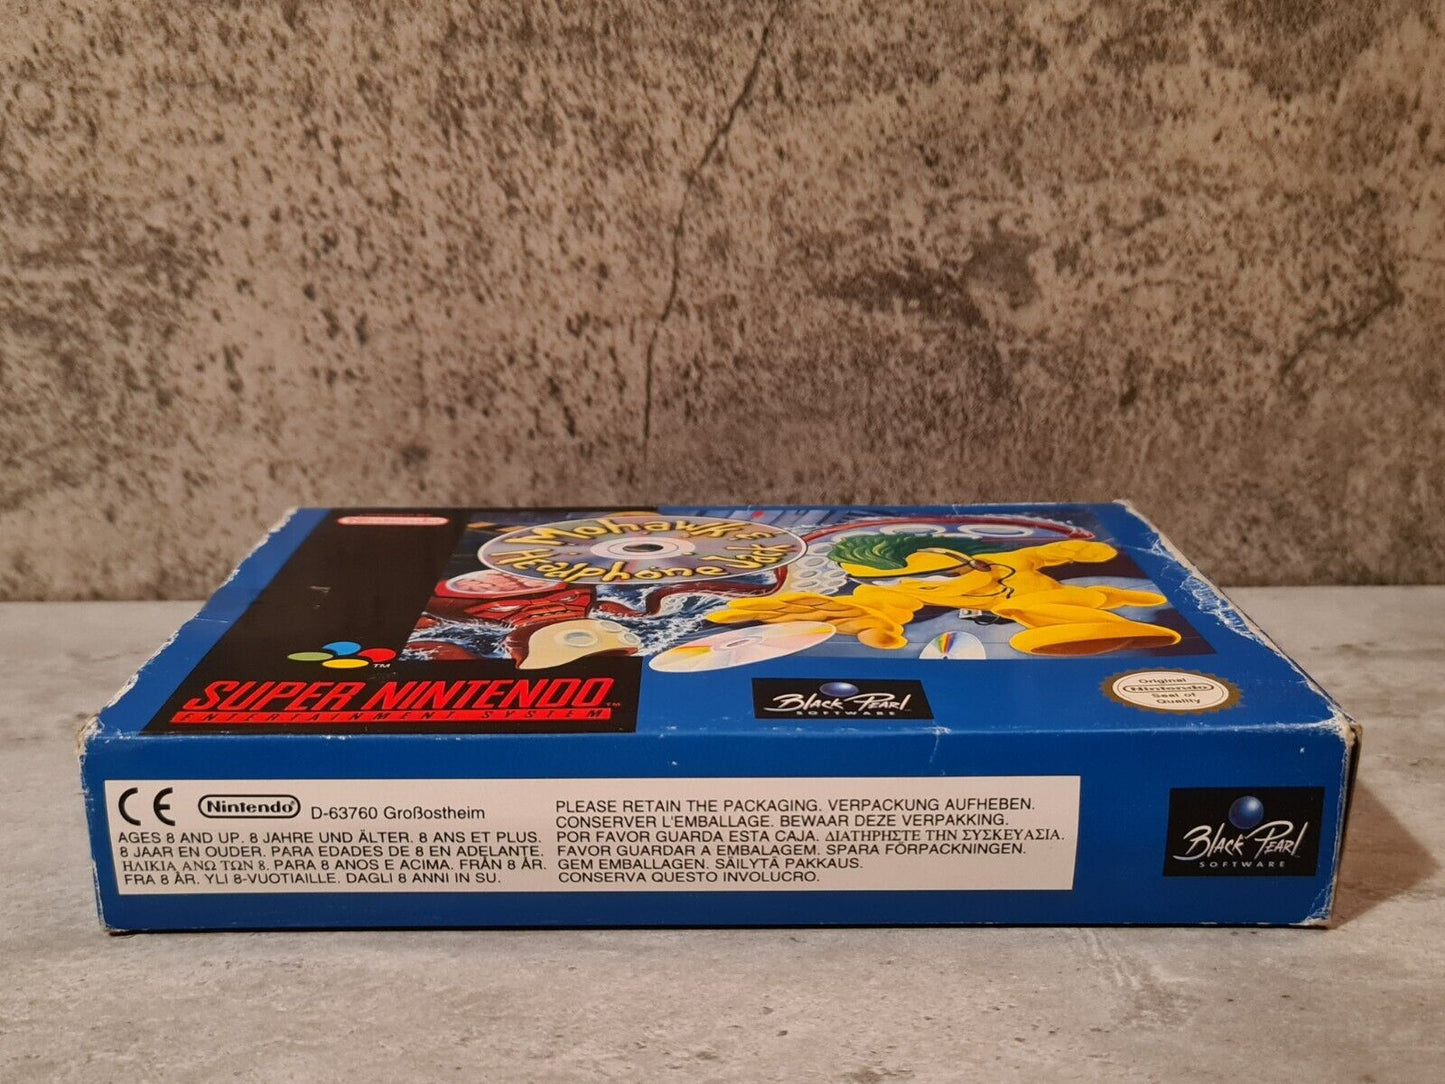 Nintendo
Mohawk &
Headphone Jack
TM
SUPER NINTENDO TM
ENTERTAINMENT SYSTEM
Black Pearl
SOFTWARE
Original
Nintendo
Seal of
Quality
CE Nintendo D-63760 Großostheim
AGES 8 AND UP. 8 JAHRE UND ÄLTER. 8 ANS ET PLUS.
8 JAAR EN OUDER. PARA EDADES DE 8 EN ADELANTE.
ΗΛΙΚΙΑ ΑΝΩ ΤΩΝ 8. PARA 8 ANOS E ACIMA. FRÅN 8 ÅR.
FRA 8 ÅR. YLI 8-VUOTIAILLE. DAGLI 8 ANNI IN SU.
PLEASE RETAIN THE PACKAGING. VERPACKUNG AUFHEBEN.
CONSERVER L'EMBALLAGE. BEWAAR DEZE VERPAKKING.
POR FAVOR GUARDA ESTA CAJA. ΔΙΑΤΗΡΗΣΤΕ ΤΗΝ ΣΥΣΚΕΥΑΣΙΑ.
FAVOR GUARDAR A EMBALAGEM. SPARA FÖRPACKNINGEN.
GEM EMBALLAGEN. SÄILYTÄ PAKKAUS.
CONSERVA QUESTO INVOLUCRO.
Black Pearl
SOFTWARE